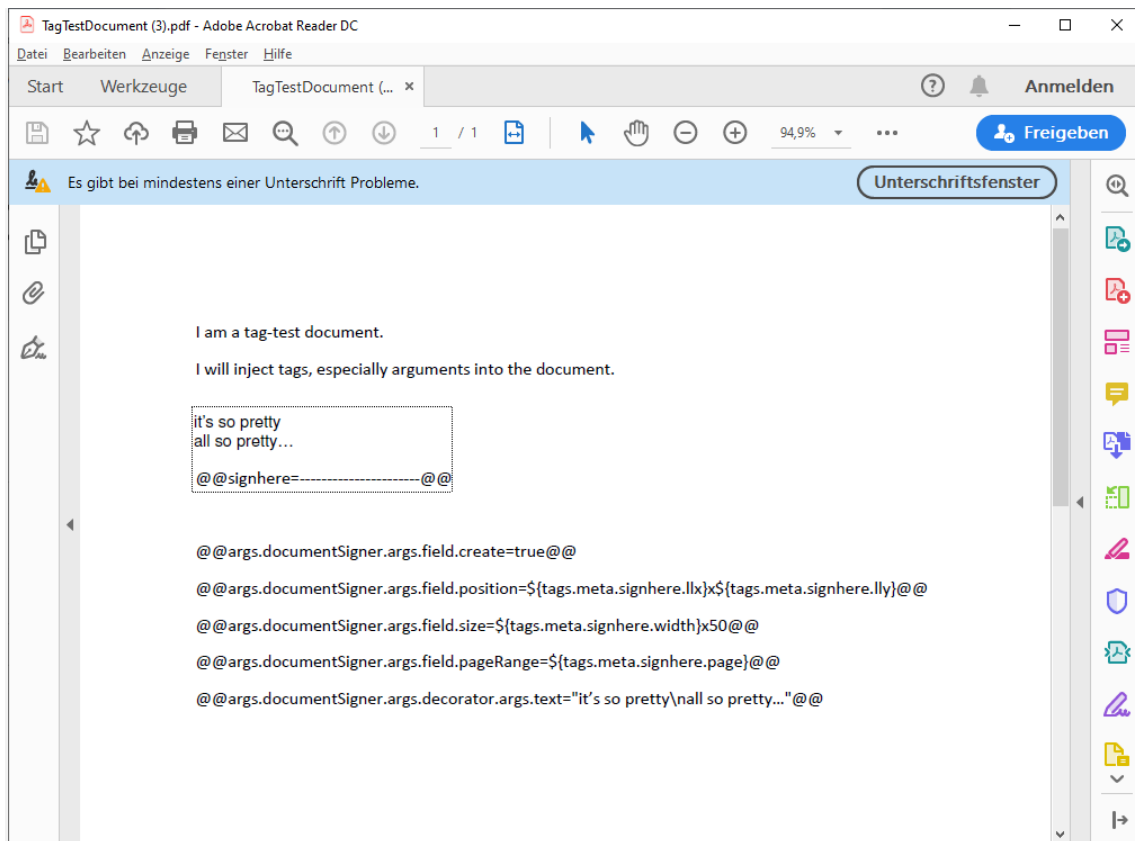 TagTestDocument (3).pdf - Adobe Acrobat Reader DC
Datei Bearbeiten Anzeige Fenster Hilfe
Start Werkzeuge TagTestDocument (... × Anmelden
1 / 1 94,9% Freigeben
Es gibt bei mindestens einer Unterschrift Probleme. Unterschriftsfenster
I am a tag-test document.
I will inject tags, especially arguments into the document.
it's so pretty
all so pretty…
@@signhere=----------------------@@
@@args.documentSigner.args.field.create=true@@
@@args.documentSigner.args.field.position=${tags.meta.signhere.llx}x${tags.meta.signhere.lly}@@
@@args.documentSigner.args.field.size=${tags.meta.signhere.width}x50@@
@@args.documentSigner.args.field.pageRange=${tags.meta.signhere.page}@@
@@args.documentSigner.args.decorator.args.text="it’s so pretty\nall so pretty…"@@